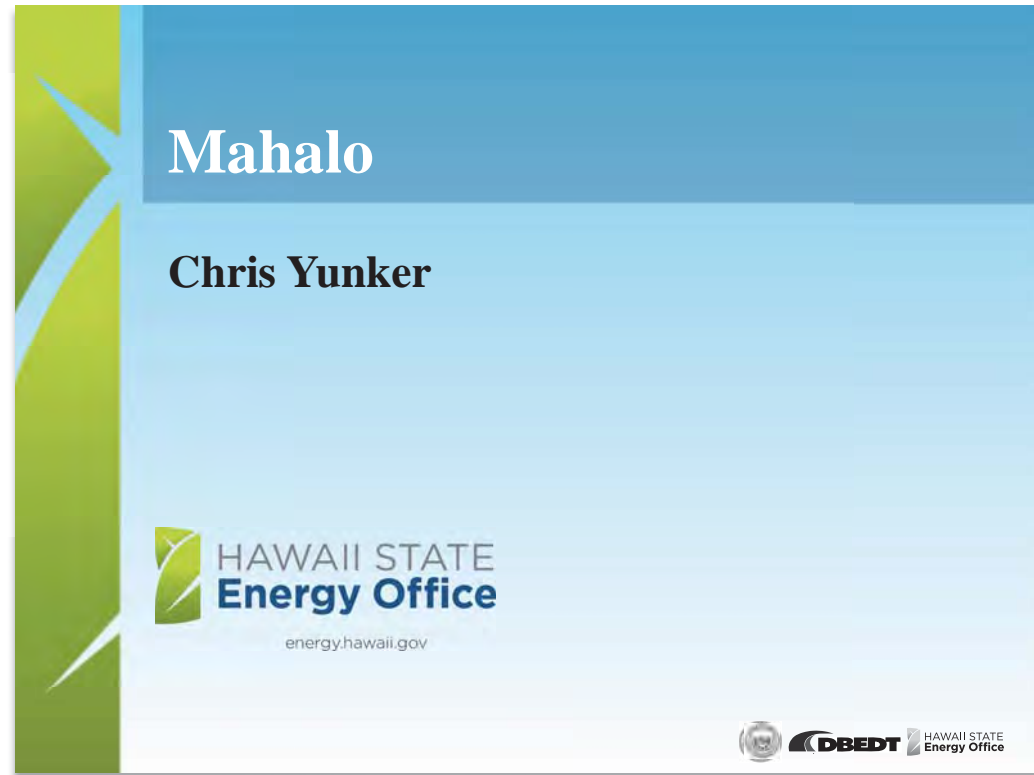 Mahalo
Chris Yunker
HAWAII STATE
Energy Office
energy.hawaii.gov
DBEDT
HAWAII STATE
Energy Office